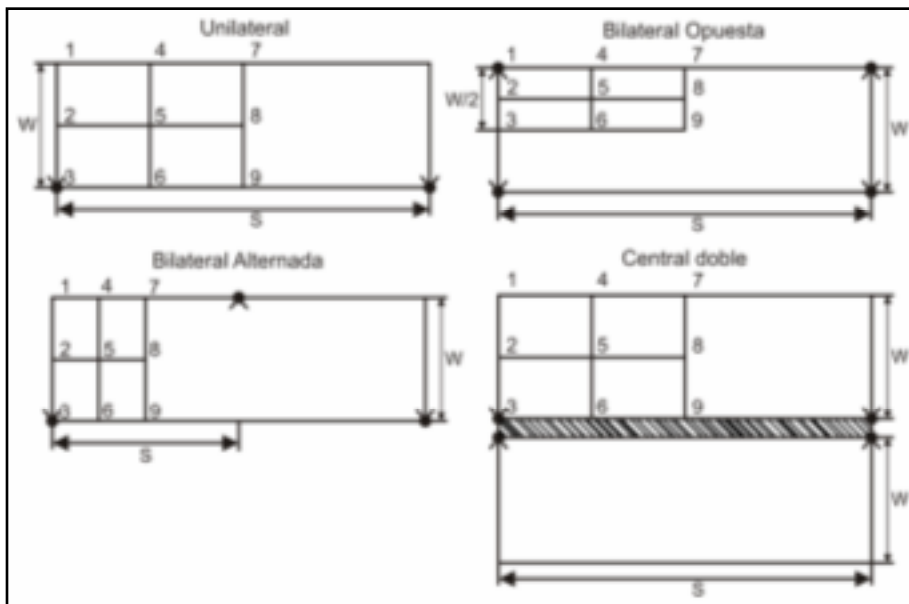 Unilateral
1 4 7
W
2 5 8
3 6 9
S
Bilateral Opuesta
1 4 7
W/2
2 5 8
3 6 9
W
S
Bilateral Alternada
1 4 7
2 5 8
W
3 6 9
S
Central doble
1 4 7
2 5 8
W
3 6 9
W
S